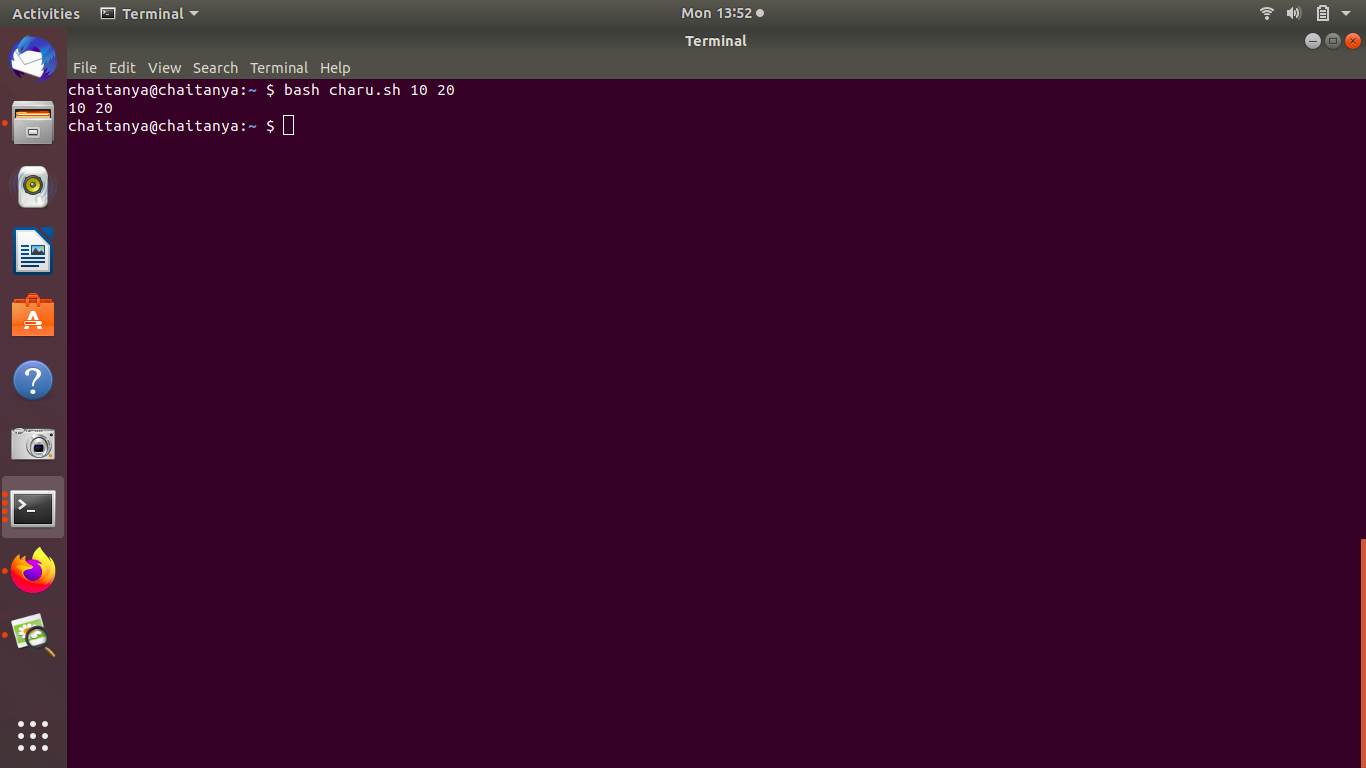 Activities Terminal Mon 13:52
Terminal
File Edit View Search Terminal Help
chaitanya@chaitanya:~ $ bash charu.sh 10 20
10 20
chaitanya@chaitanya:~ $